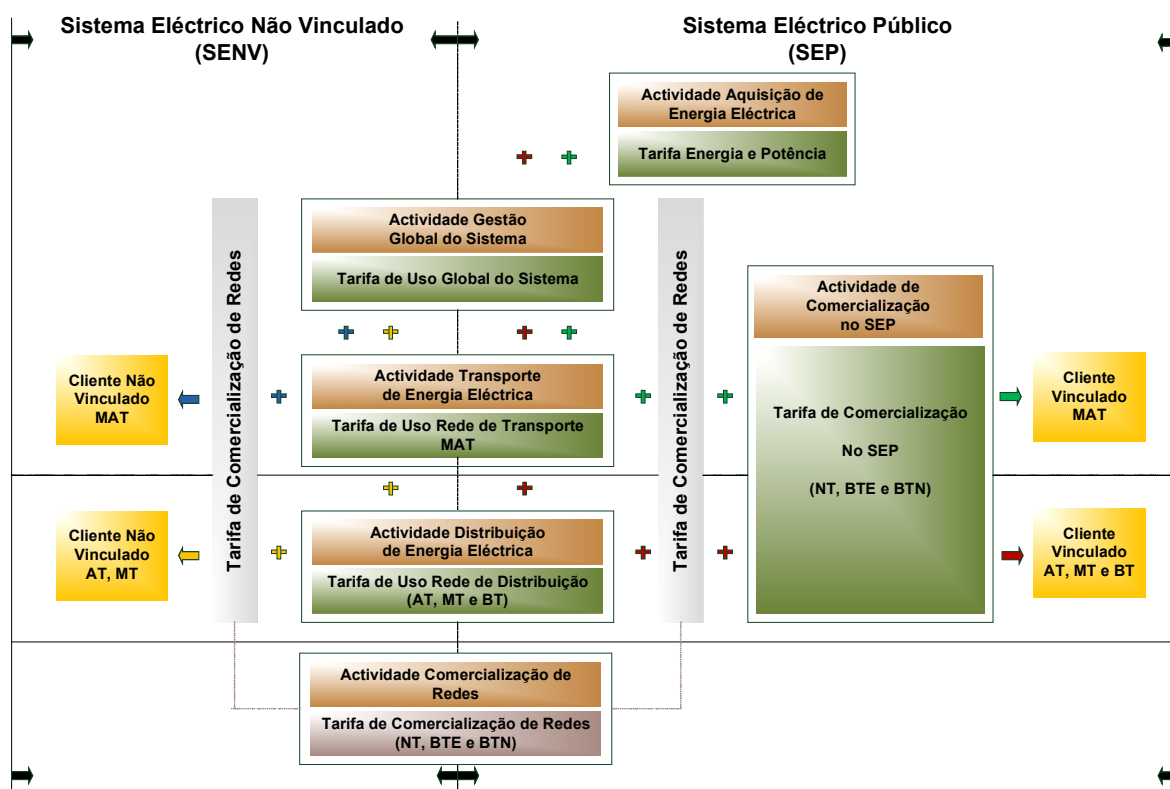 Sistema Eléctrico Não Vinculado
(SENV)
Sistema Eléctrico Público
(SEP)
Actividade Aquisição de
Energia Eléctrica
Tarifa Energia e Potência
Tarifa de Comercialização de Redes
Actividade Gestão
Global do Sistema
Tarifa de Uso Global do Sistema
Tarifa de Comercialização de Redes
Actividade de
Comercialização
no SEP
Cliente Não
Vinculado
MAT
Actividade Transporte
de Energia Eléctrica
Tarifa de Uso Rede de Transporte
MAT
Tarifa de Comercialização
No SEP
(NT, BTE e BTN)
Cliente
Vinculado
MAT
Cliente Não
Vinculado
AT, MT
Actividade Distribuição
de Energia Eléctrica
Tarifa de Uso Rede de Distribuição
(AT, MT e BT)
Cliente
Vinculado
AT, MT e BT
Actividade Comercialização de
Redes
Tarifa de Comercialização de Redes
(NT, BTE e BTN)